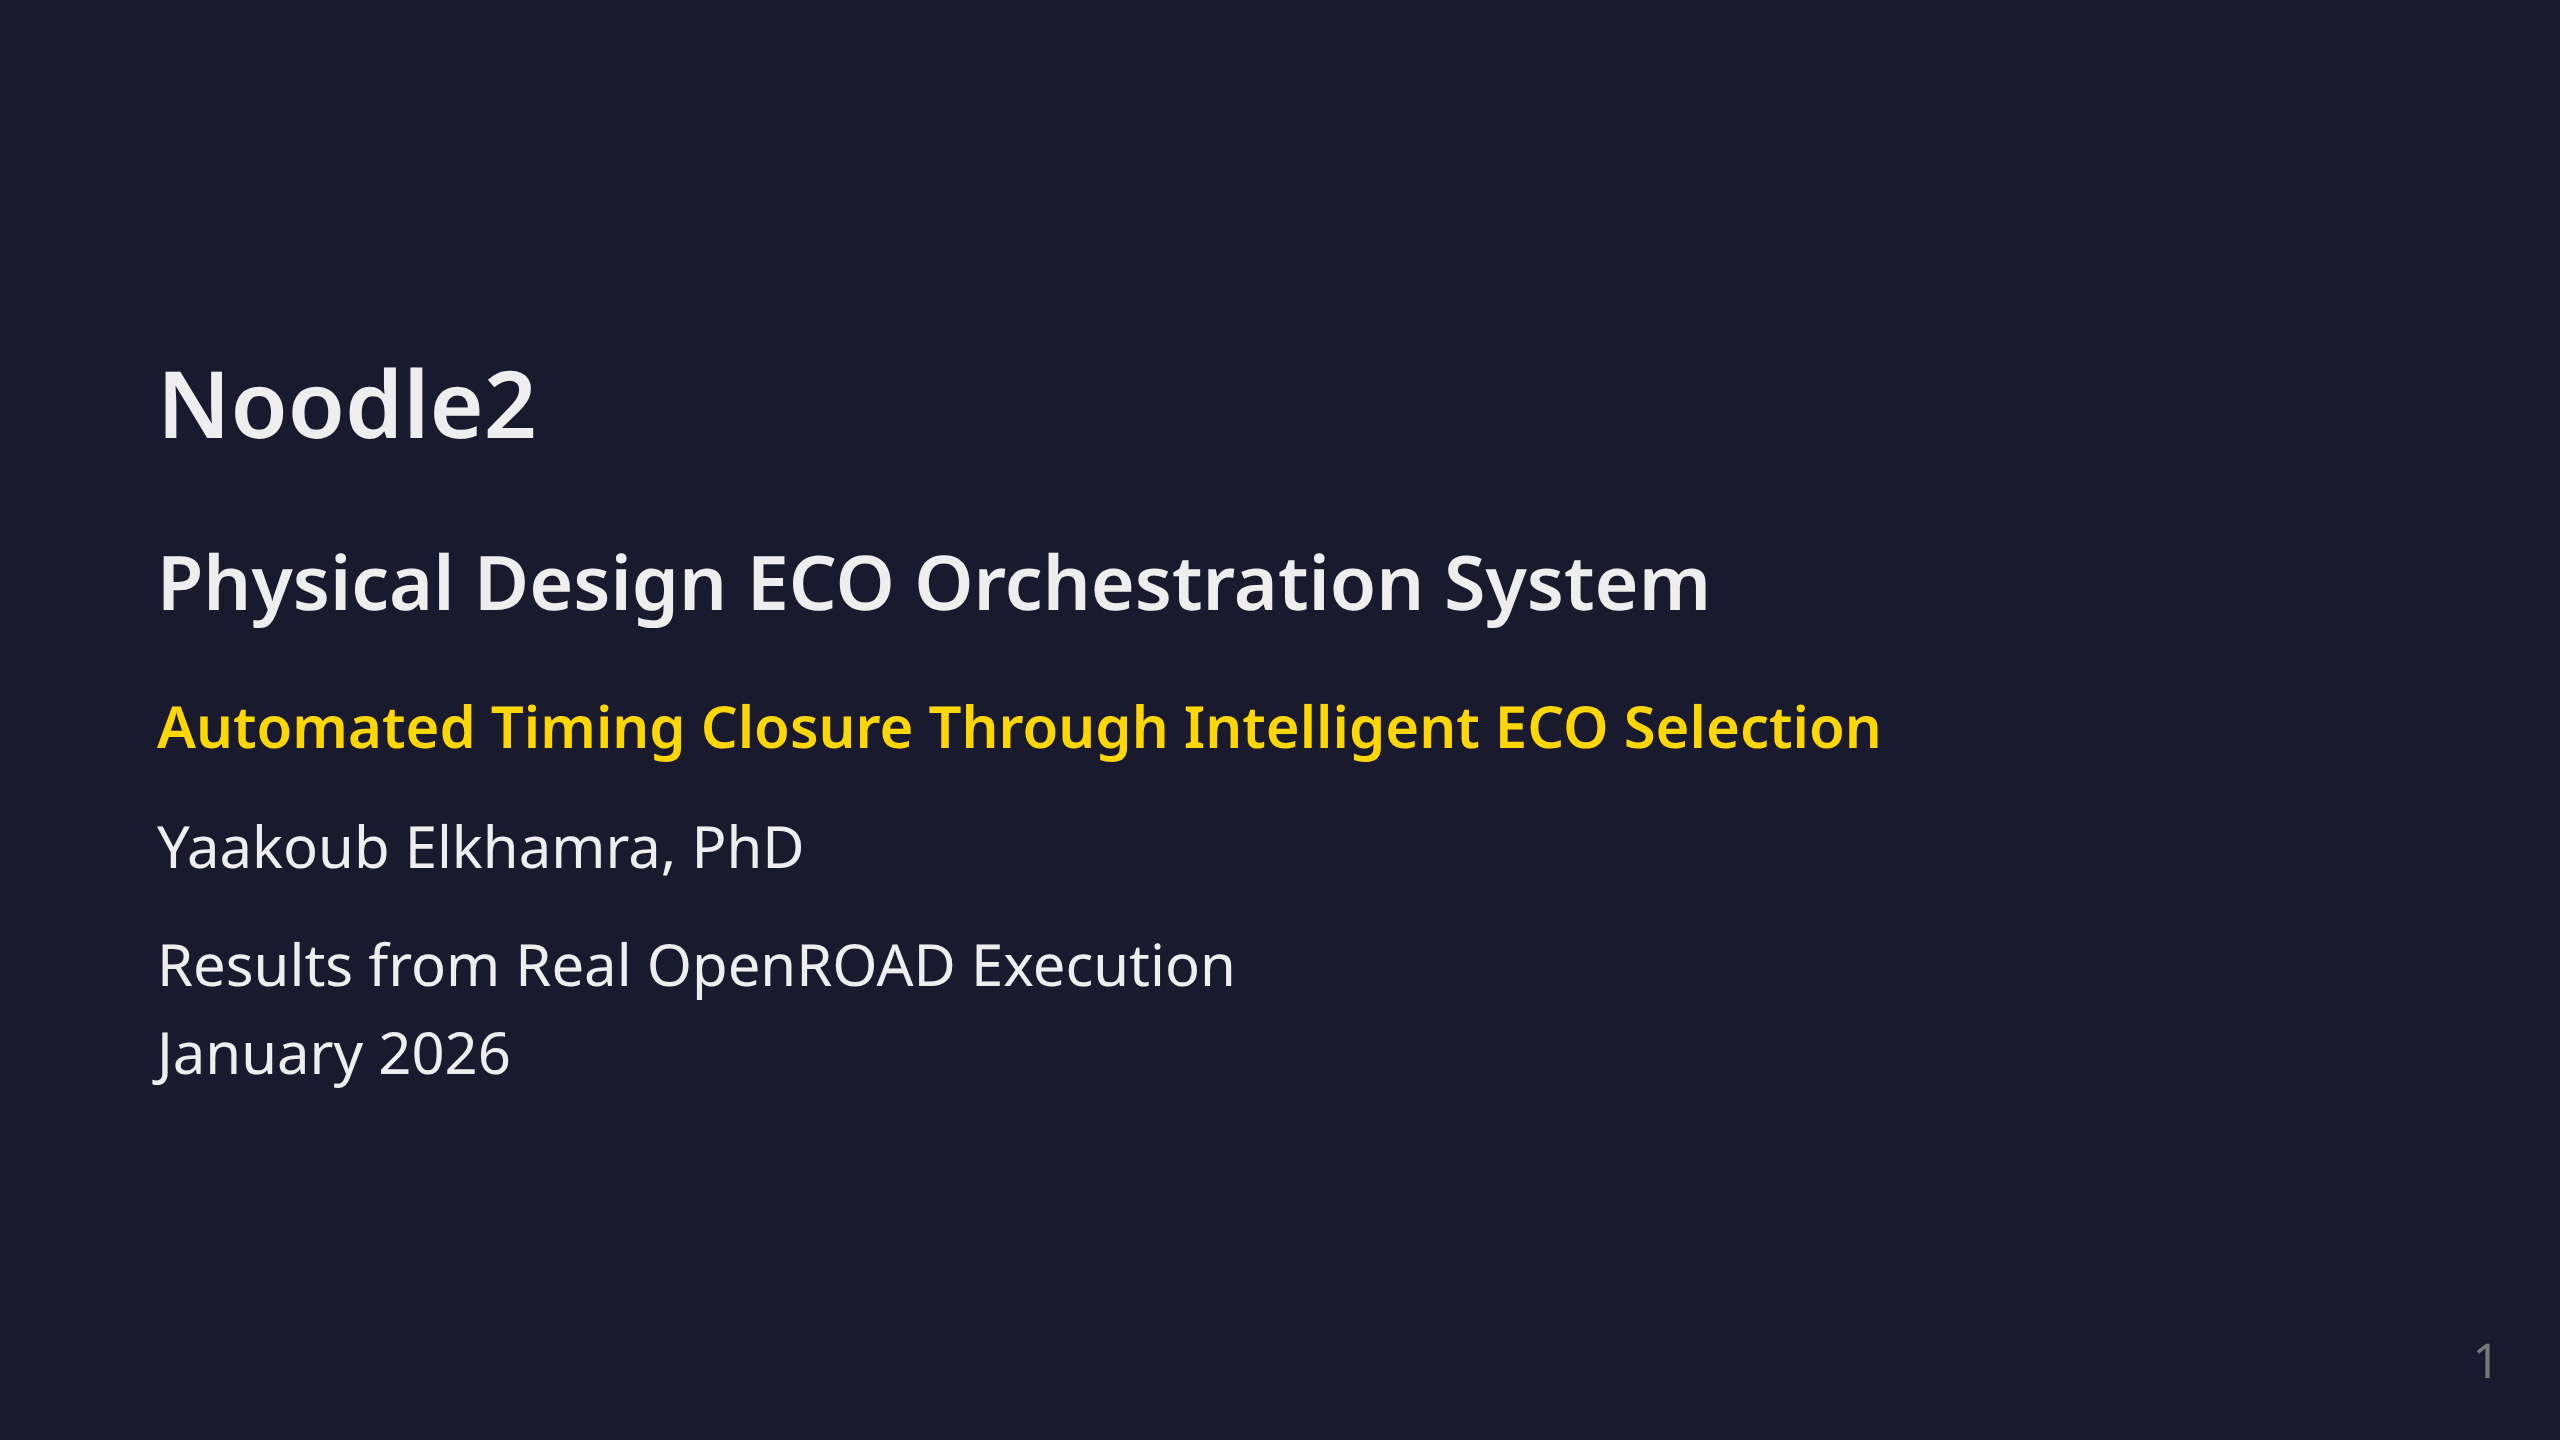 Noodle2
Physical Design ECO Orchestration System
Automated Timing Closure Through Intelligent ECO Selection
Yaakoub Elkhamra, PhD
Results from Real OpenROAD Execution
January 2026
1